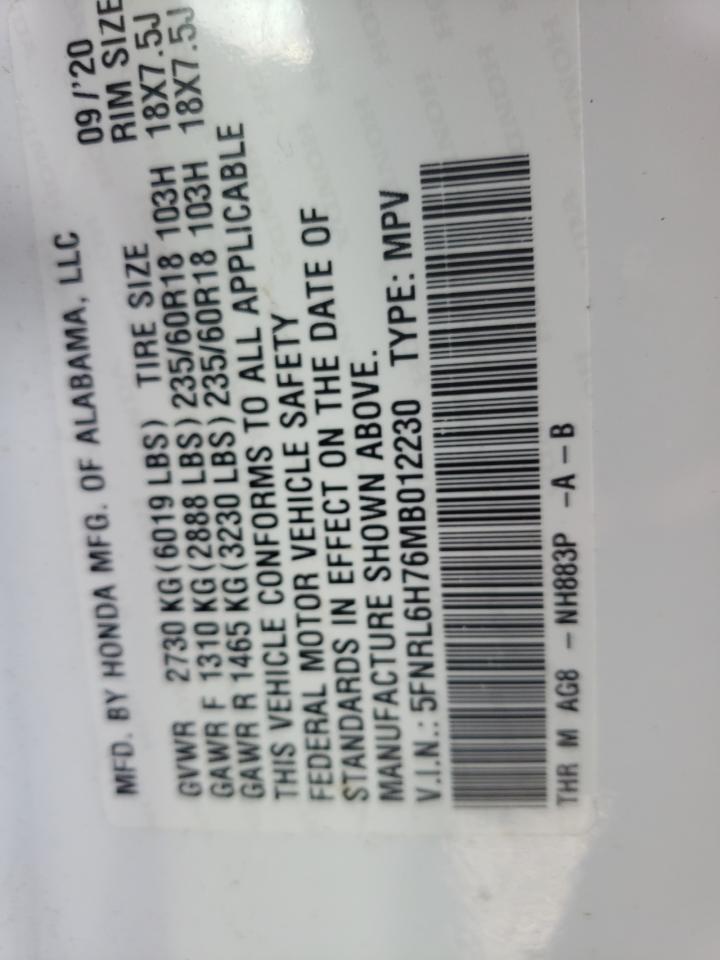 MFD. BY HONDA MFG. OF ALABAMA, LLC 09/'20
GVWR 2730 KG(6019 LBS) TIRE SIZE RIM SIZE
GAWR F 1310 KG(2888 LBS) 235/60R18 103H 18X7.5J
GAWR R 1465 KG(3230 LBS) 235/60R18 103H 18X7.5J
THIS VEHICLE CONFORMS TO ALL APPLICABLE
FEDERAL MOTOR VEHICLE SAFETY
STANDARDS IN EFFECT ON THE DATE OF
MANUFACTURE SHOWN ABOVE.
V.I.N.: 5FNRL6H76MB012230 TYPE: MPV
THR M AG8 - NH883P -A - B